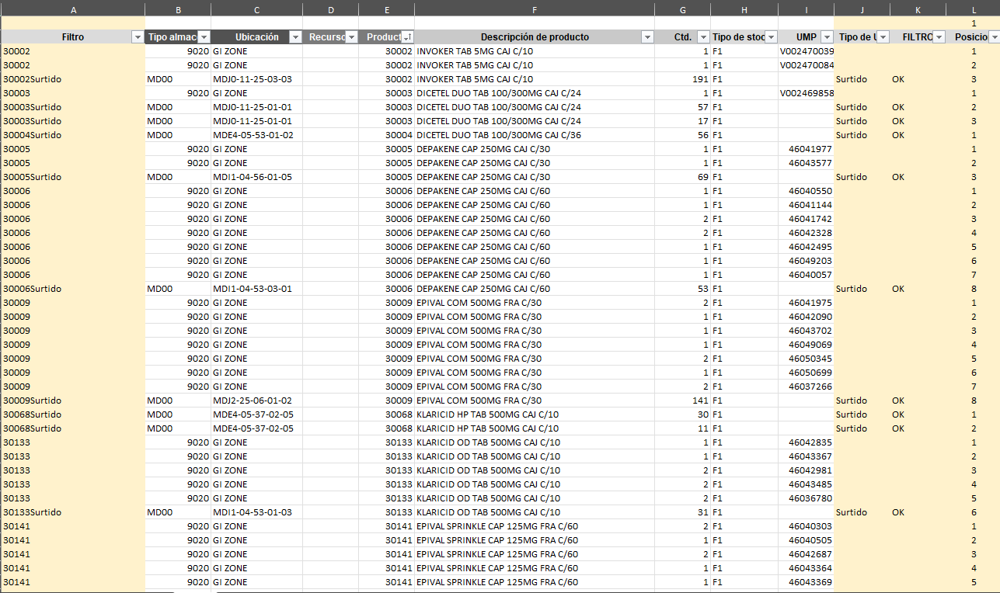 A B C D E F G H I J K L
1
Filtro Tipo almac Ubicación Recurso Product Descripción de producto Ctd. Tipo de stoc UMP Tipo de U FILTRO Posicio
30002 9020 GI ZONE 30002 INVOKER TAB 5MG CAJ C/10 1 F1 V002470039 1
30002 9020 GI ZONE 30002 INVOKER TAB 5MG CAJ C/10 1 F1 V002470084 2
30002Surtido MD00 MDJ0-11-25-03-03 30002 INVOKER TAB 5MG CAJ C/10 191 F1 Surtido OK 3
30003 9020 GI ZONE 30003 DICETEL DUO TAB 100/300MG CAJ C/24 1 F1 V002469858 1
30003Surtido MD00 MDJ0-11-25-01-01 30003 DICETEL DUO TAB 100/300MG CAJ C/24 57 F1 Surtido OK 2
30003Surtido MD00 MDJ0-11-25-01-01 30003 DICETEL DUO TAB 100/300MG CAJ C/24 17 F1 Surtido OK 3
30004Surtido MD00 MDE4-05-53-01-02 30004 DICETEL DUO TAB 100/300MG CAJ C/36 56 F1 Surtido OK 1
30005 9020 GI ZONE 30005 DEPAKENE CAP 250MG CAJ C/30 1 F1 46041977 1
30005 9020 GI ZONE 30005 DEPAKENE CAP 250MG CAJ C/30 1 F1 46043577 2
30005Surtido MD00 MDI1-04-56-01-05 30005 DEPAKENE CAP 250MG CAJ C/30 69 F1 Surtido OK 3
30006 9020 GI ZONE 30006 DEPAKENE CAP 250MG CAJ C/60 1 F1 46040550 1
30006 9020 GI ZONE 30006 DEPAKENE CAP 250MG CAJ C/60 1 F1 46041144 2
30006 9020 GI ZONE 30006 DEPAKENE CAP 250MG CAJ C/60 2 F1 46041742 3
30006 9020 GI ZONE 30006 DEPAKENE CAP 250MG CAJ C/60 2 F1 46042328 4
30006 9020 GI ZONE 30006 DEPAKENE CAP 250MG CAJ C/60 1 F1 46042495 5
30006 9020 GI ZONE 30006 DEPAKENE CAP 250MG CAJ C/60 1 F1 46049203 6
30006 9020 GI ZONE 30006 DEPAKENE CAP 250MG CAJ C/60 1 F1 46040057 7
30006Surtido MD00 MDI1-04-53-03-01 30006 DEPAKENE CAP 250MG CAJ C/60 53 F1 Surtido OK 8
30009 9020 GI ZONE 30009 EPIVAL COM 500MG FRA C/30 2 F1 46041975 1
30009 9020 GI ZONE 30009 EPIVAL COM 500MG FRA C/30 1 F1 46042090 2
30009 9020 GI ZONE 30009 EPIVAL COM 500MG FRA C/30 1 F1 46043702 3
30009 9020 GI ZONE 30009 EPIVAL COM 500MG FRA C/30 1 F1 46049069 4
30009 9020 GI ZONE 30009 EPIVAL COM 500MG FRA C/30 2 F1 46050345 5
30009 9020 GI ZONE 30009 EPIVAL COM 500MG FRA C/30 1 F1 46050699 6
30009 9020 GI ZONE 30009 EPIVAL COM 500MG FRA C/30 2 F1 46037266 7
30009Surtido MD00 MDJ2-25-06-01-02 30009 EPIVAL COM 500MG FRA C/30 141 F1 Surtido OK 8
30068Surtido MD00 MDE4-05-37-02-05 30068 KLARICID HP TAB 500MG CAJ C/10 30 F1 Surtido OK 1
30068Surtido MD00 MDE4-05-37-02-05 30068 KLARICID HP TAB 500MG CAJ C/10 11 F1 Surtido OK 2
30133 9020 GI ZONE 30133 KLARICID OD TAB 500MG CAJ C/10 1 F1 46042835 1
30133 9020 GI ZONE 30133 KLARICID OD TAB 500MG CAJ C/10 1 F1 46043367 2
30133 9020 GI ZONE 30133 KLARICID OD TAB 500MG CAJ C/10 2 F1 46042981 3
30133 9020 GI ZONE 30133 KLARICID OD TAB 500MG CAJ C/10 2 F1 46043485 4
30133 9020 GI ZONE 30133 KLARICID OD TAB 500MG CAJ C/10 2 F1 46036780 5
30133Surtido MD00 MDI1-04-53-01-03 30133 KLARICID OD TAB 500MG CAJ C/10 31 F1 Surtido OK 6
30141 9020 GI ZONE 30141 EPIVAL SPRINKLE CAP 125MG FRA C/60 2 F1 46040303 1
30141 9020 GI ZONE 30141 EPIVAL SPRINKLE CAP 125MG FRA C/60 1 F1 46040505 2
30141 9020 GI ZONE 30141 EPIVAL SPRINKLE CAP 125MG FRA C/60 2 F1 46042687 3
30141 9020 GI ZONE 30141 EPIVAL SPRINKLE CAP 125MG FRA C/60 1 F1 46043364 4
30141 9020 GI ZONE 30141 EPIVAL SPRINKLE CAP 125MG FRA C/60 1 F1 46043369 5